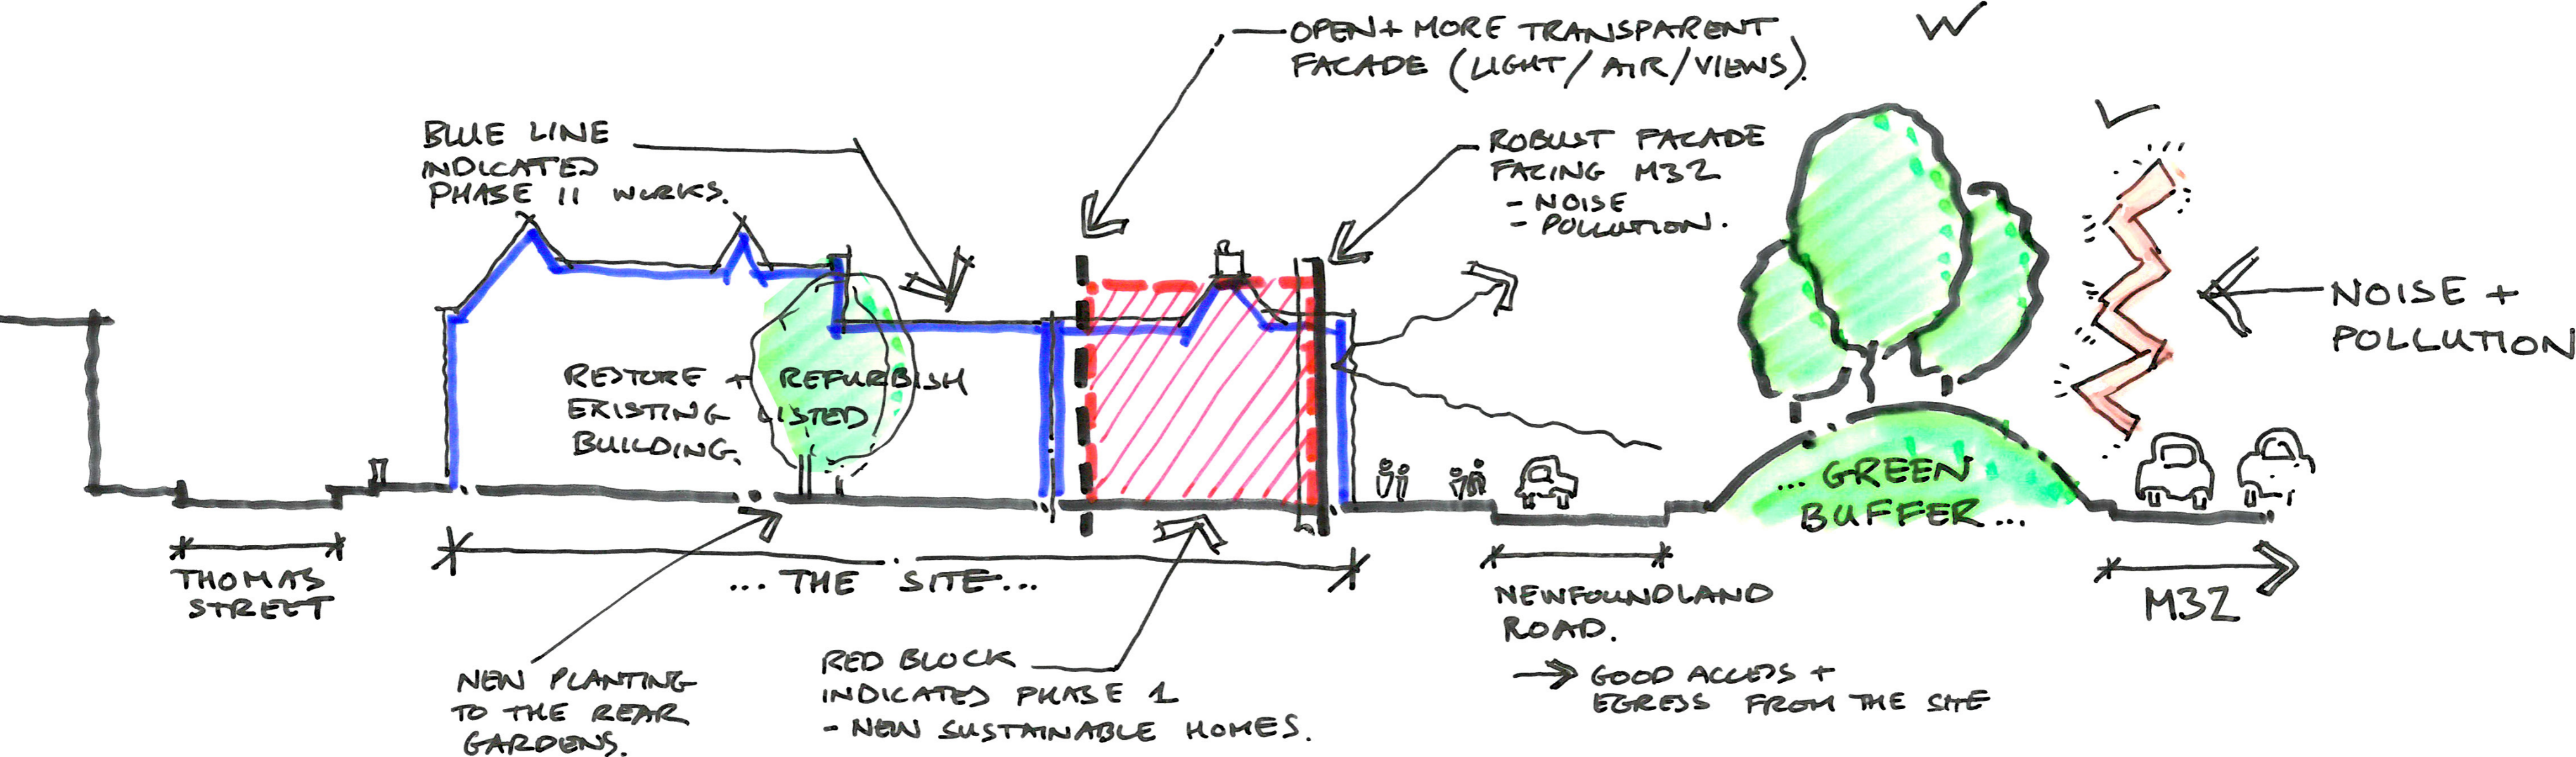 OPEN + MORE TRANSPARENT
FACADE (LIGHT / AIR / VIEWS).
BLUE LINE
INDICATED
PHASE II WORKS.
ROBUST FACADE
FACING M32
- NOISE
- POLLUTION.
NOISE +
POLLUTION
RESTORE + REFURBISH
EXISTING LISTED
BUILDING.
... GREEN
BUFFER...
THOMAS
STREET
... THE SITE...
NEWFOUNDLAND
ROAD.
→ GOOD ACCESS +
EGRESS FROM THE SITE
M32
NEW PLANTING
TO THE REAR
GARDENS.
RED BLOCK
INDICATED PHASE 1
- NEW SUSTAINABLE HOMES.